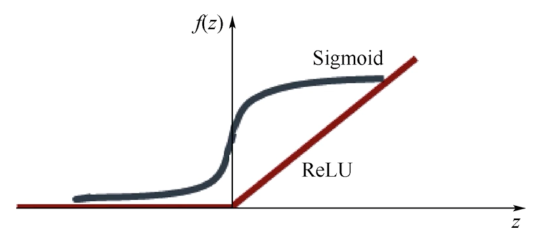 f(z)
Sigmoid
ReLU
z